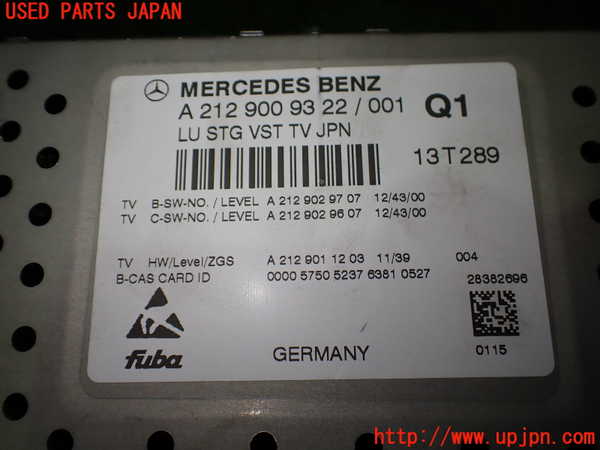 USED PARTS JAPAN
MERCEDES BENZ
A 212 900 93 22 / 001 Q1
LU STG VST TV JPN
13T289
TV B-SW-NO. / LEVEL A 212 902 97 07 12/43/00
TV C-SW-NO. / LEVEL A 212 902 96 07 12/43/00
TV HW/Level/ZGS A 212 901 12 03 11/39 004
B-CAS CARD ID 0000 5750 5237 6381 0527 28382696
fuba GERMANY 0115
http://www.upjpn.com/